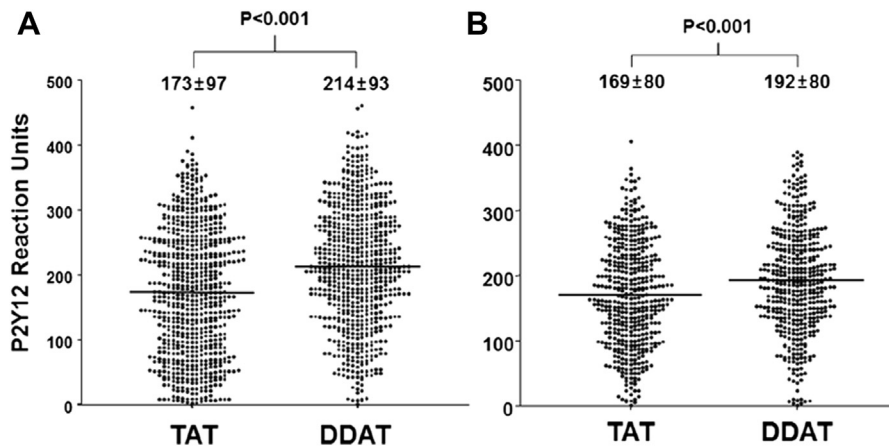 A
P<0.001
173±97
214±93
P2Y12 Reaction Units
500
400
300
200
100
0
TAT
DDAT
B
P<0.001
169±80
192±80
500
400
300
200
100
0
TAT
DDAT